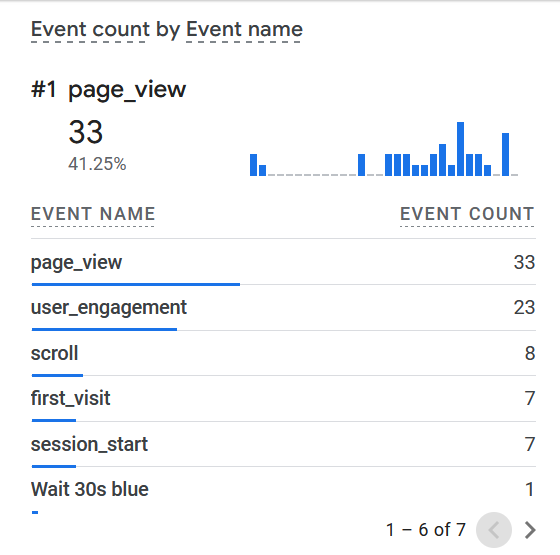 Event count by Event name
#1 page_view
33
41.25%
EVENT NAME EVENT COUNT
page_view 33
user_engagement 23
scroll 8
first_visit 7
session_start 7
Wait 30s blue 1
1 – 6 of 7